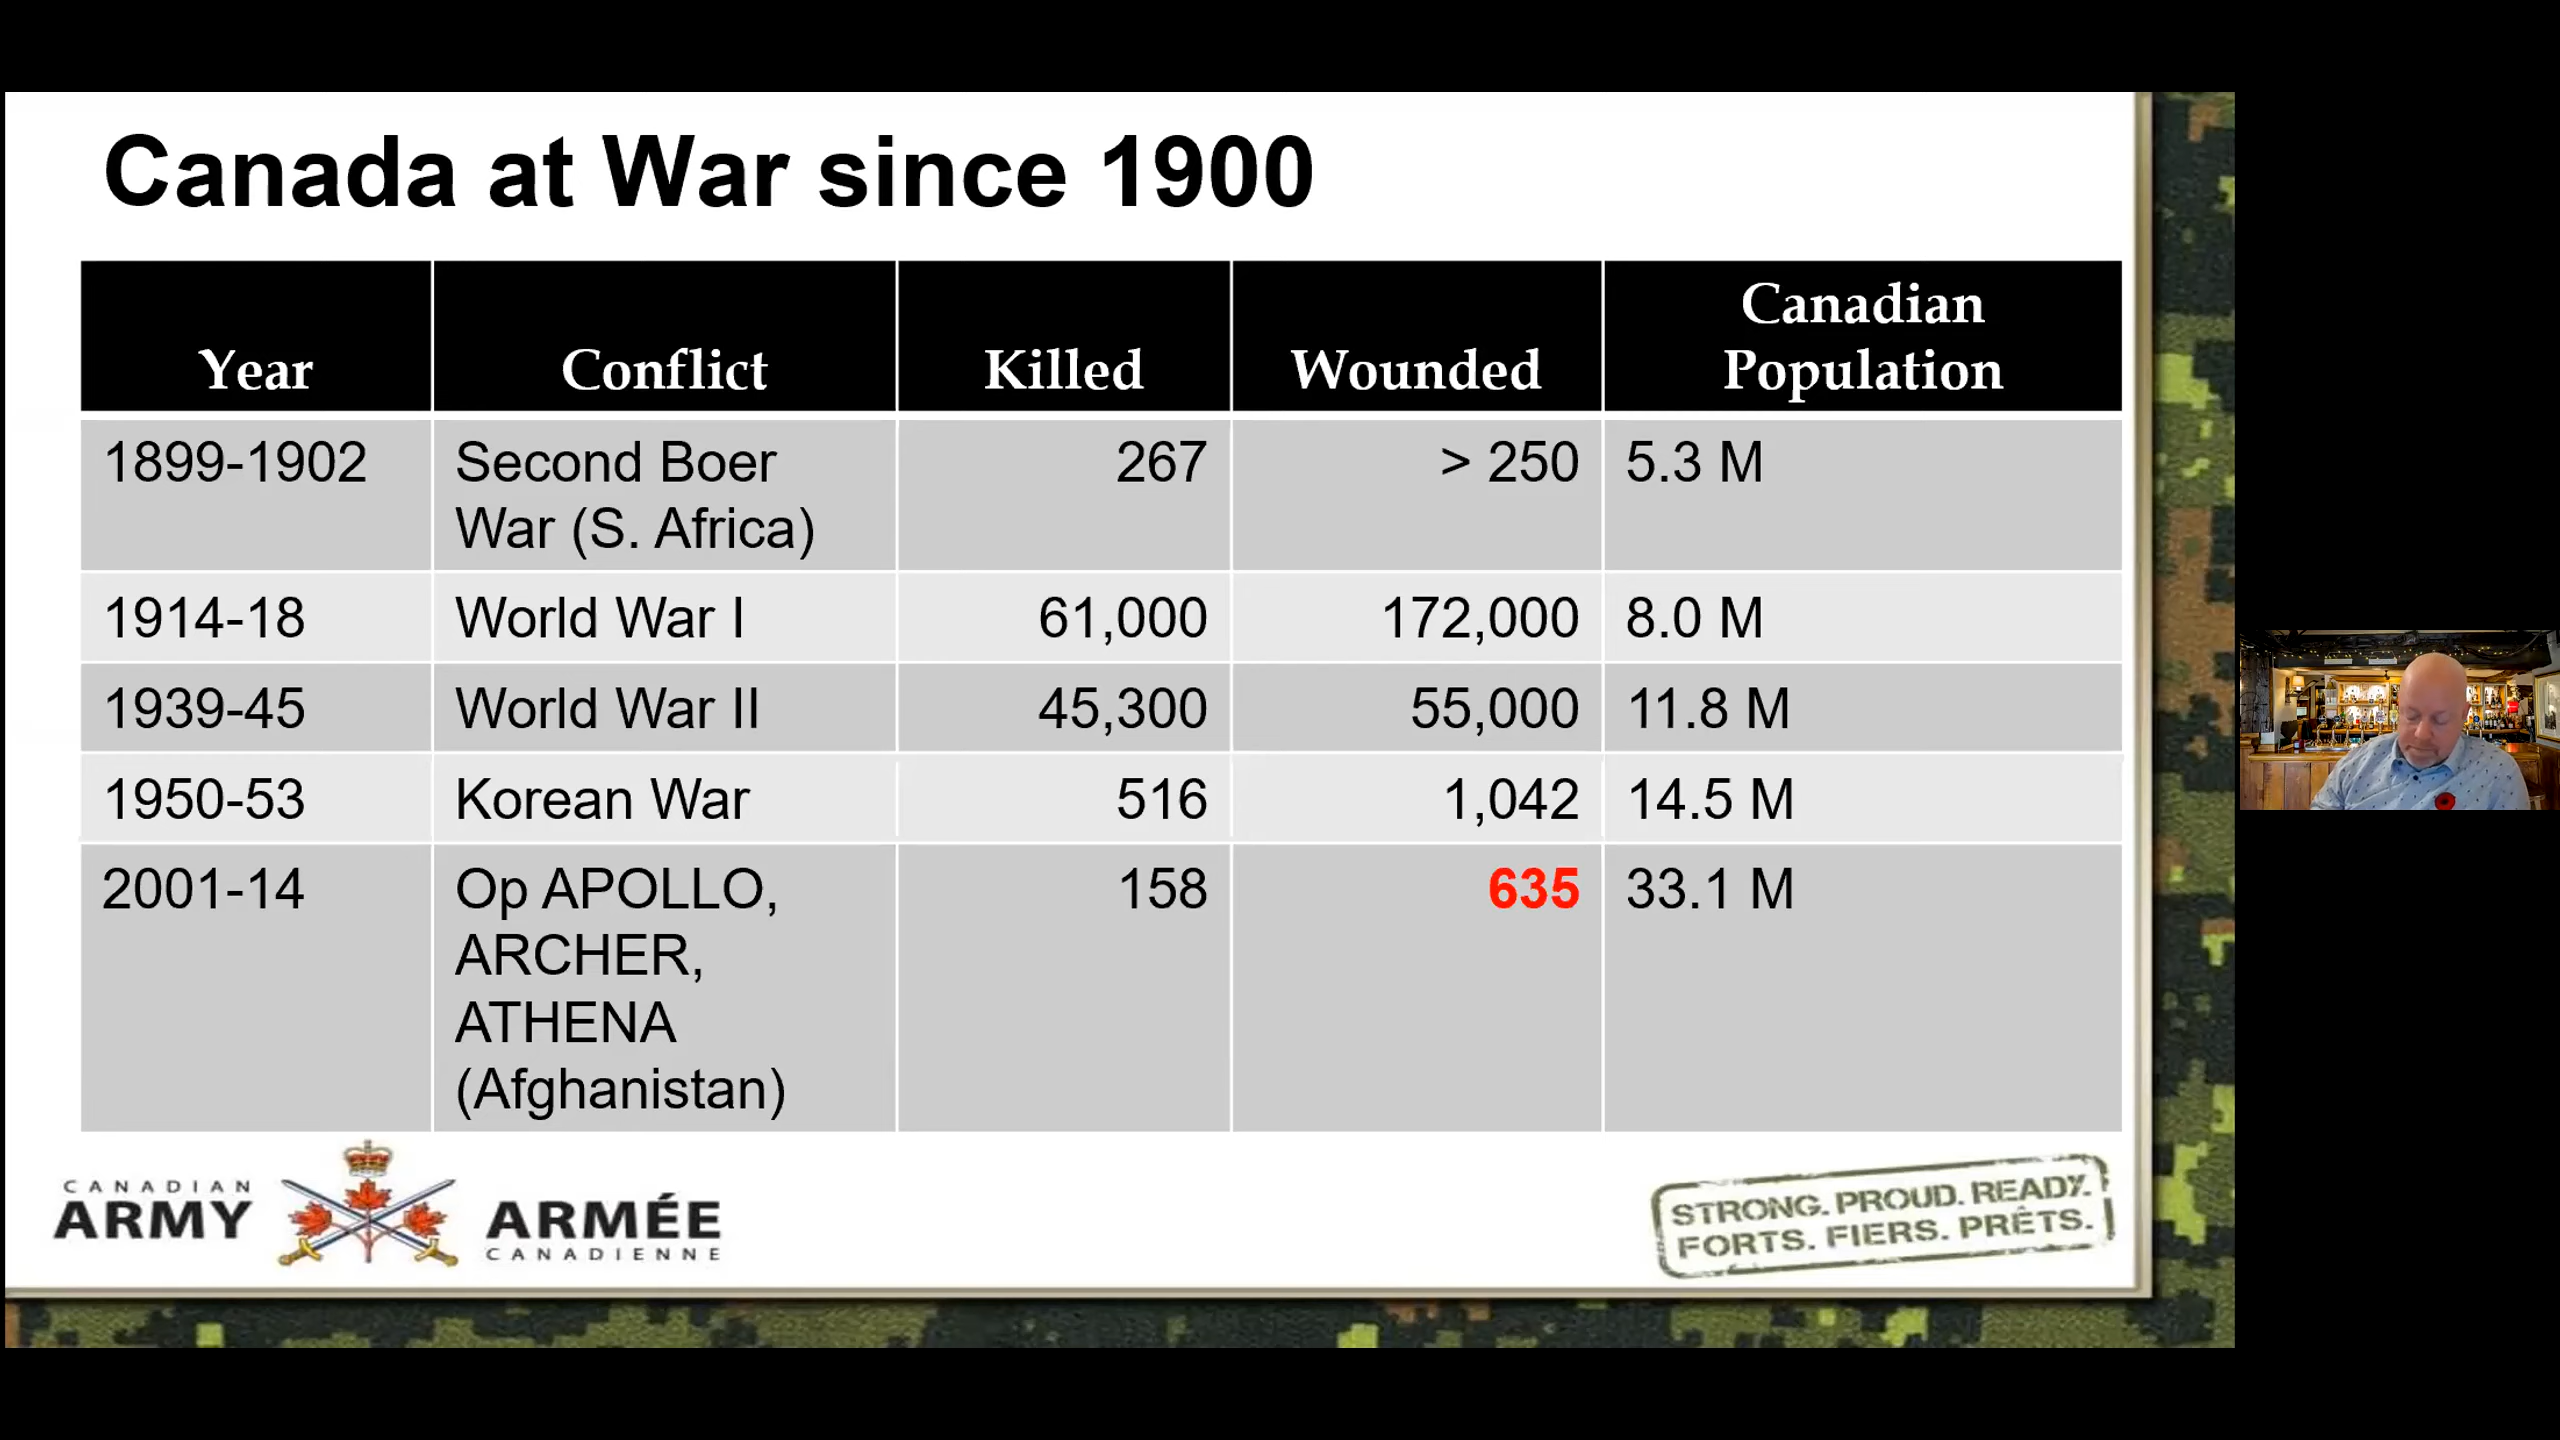 Canada at War since 1900
Year Conflict Killed Wounded Canadian Population
1899-1902 Second Boer War (S. Africa) 267 > 250 5.3 M
1914-18 World War I 61,000 172,000 8.0 M
1939-45 World War II 45,300 55,000 11.8 M
1950-53 Korean War 516 1,042 14.5 M
2001-14 Op APOLLO, ARCHER, ATHENA (Afghanistan) 158 635 33.1 M
CANADIAN
ARMY
ARMÉE
CANADIENNE
STRONG. PROUD. READY.
FORTS. FIERS. PRÊTS.